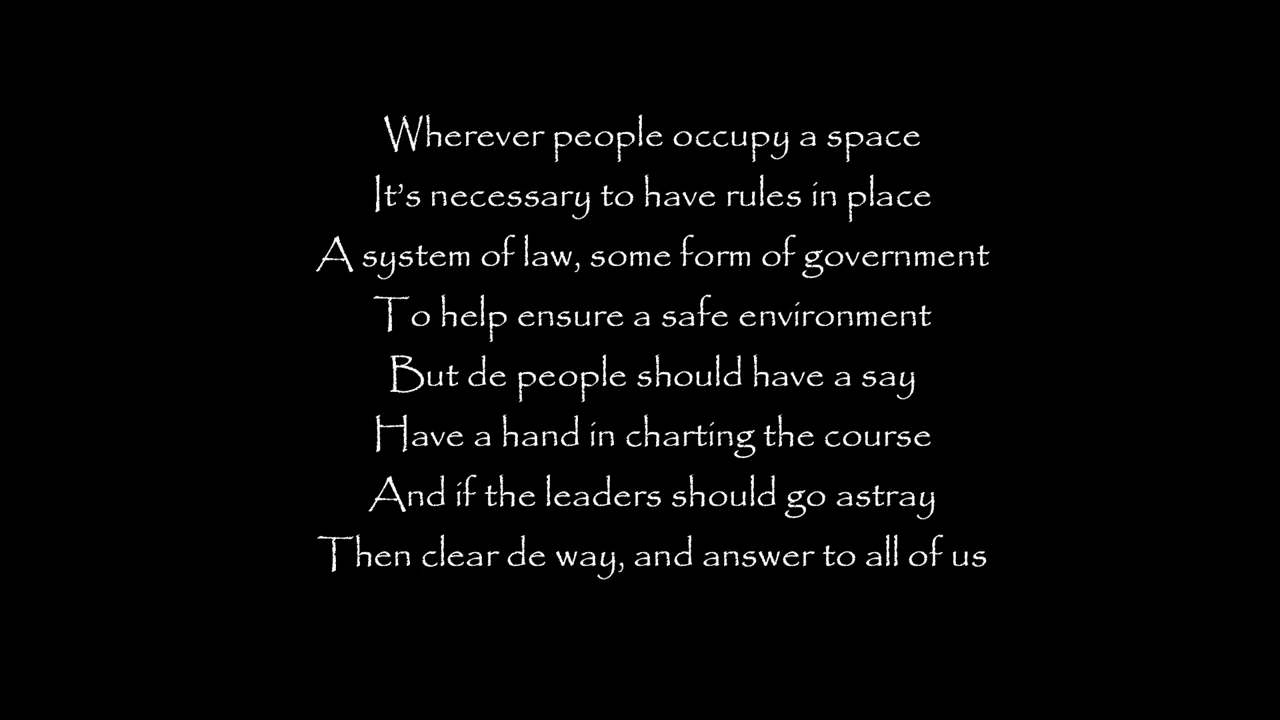 Wherever people occupy a space
It's necessary to have rules in place
A system of law, some form of government
To help ensure a safe environment
But de people should have a say
Have a hand in charting the course
And if the leaders should go astray
Then clear de way, and answer to all of us